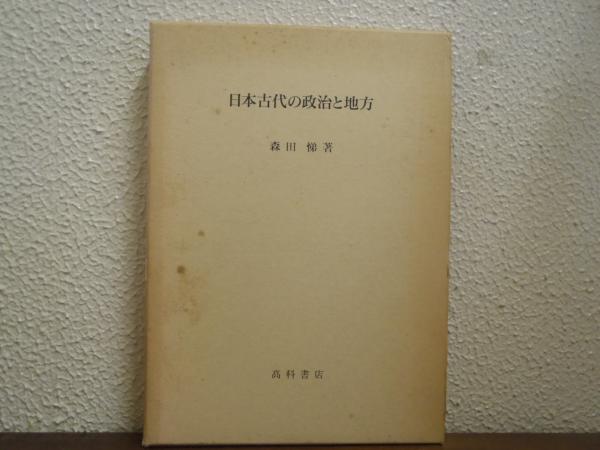 日本古代の政治と地方
森田 悌 著
高科書店